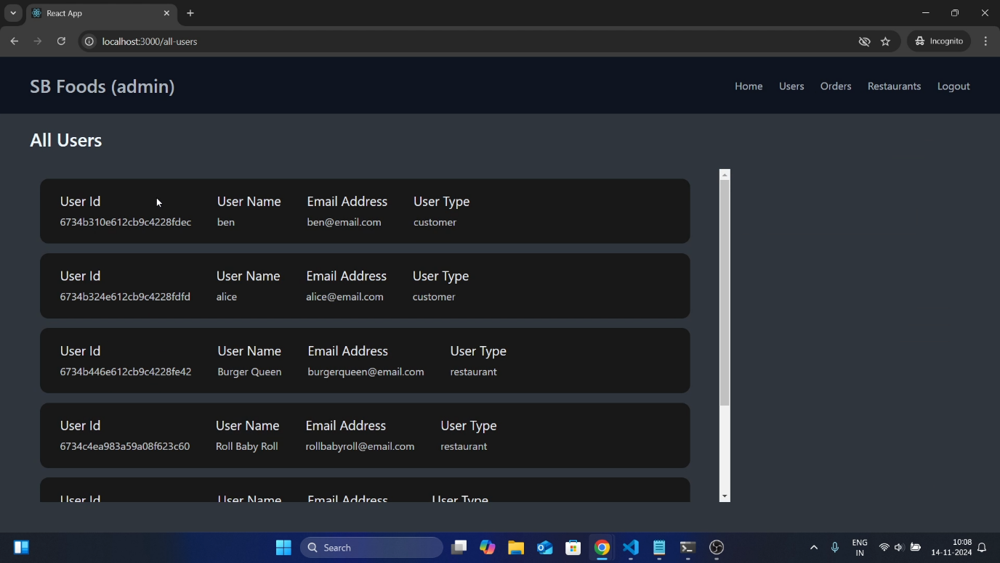 React App
localhost:3000/all-users
Incognito
SB Foods (admin)
Home Users Orders Restaurants Logout
All Users
User Id User Name Email Address User Type
6734b310e612cb9c4228fdec ben ben@email.com customer
User Id User Name Email Address User Type
6734b324e612cb9c4228fdfd alice alice@email.com customer
User Id User Name Email Address User Type
6734b446e612cb9c4228fe42 Burger Queen burgerqueen@email.com restaurant
User Id User Name Email Address User Type
6734c4ea983a59a08f623c60 Roll Baby Roll rollbabyroll@email.com restaurant
User Id User Name Email Address User Type
Search
ENG
IN
10:08
14-11-2024